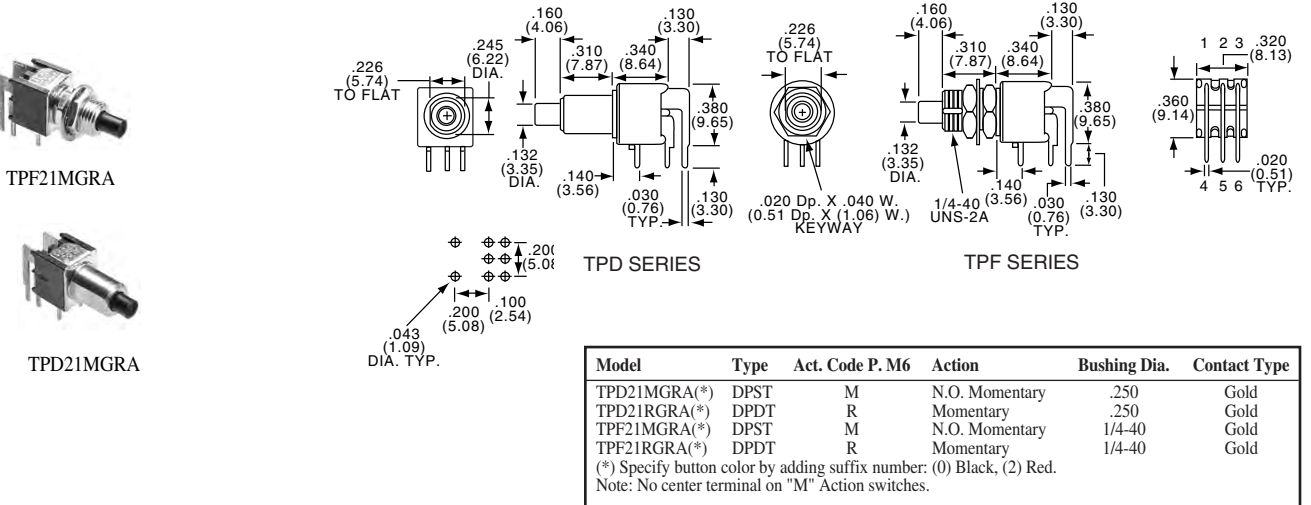 TPF21MGRA
TPD21MGRA
.226
(5.74)
TO FLAT
.245
(6.22)
DIA.
.160
(4.06)
.310
(7.87)
.340
(8.64)
.130
(3.30)
.380
(9.65)
.132
(3.35)
DIA.
.140
(3.56)
.030
(0.76)
TYP.
.130
(3.30)
TPD SERIES
.200
(5.08
.200
(5.08)
.100
(2.54)
.043
(1.09)
DIA. TYP.
.226
(5.74)
TO FLAT
.020 Dp. X .040 W.
(0.51 Dp. X (1.06) W.)
KEYWAY
.160
(4.06)
.310
(7.87)
.340
(8.64)
.130
(3.30)
.380
(9.65)
.132
(3.35)
DIA.
1/4-40
UNS-2A
.140
(3.56)
.030
(0.76)
TYP.
.130
(3.30)
TPF SERIES
1 2 3
.320
(8.13)
.360
(9.14)
.020
(0.51)
TYP.
4 5 6
Model Type Act. Code P. M6 Action Bushing Dia. Contact Type
TPD21MGRA(*) DPST M N.O. Momentary .250 Gold
TPD21RGRA(*) DPDT R Momentary .250 Gold
TPF21MGRA(*) DPST M N.O. Momentary 1/4-40 Gold
TPF21RGRA(*) DPDT R Momentary 1/4-40 Gold
(*) Specify button color by adding suffix number: (0) Black, (2) Red.
Note: No center terminal on "M" Action switches.